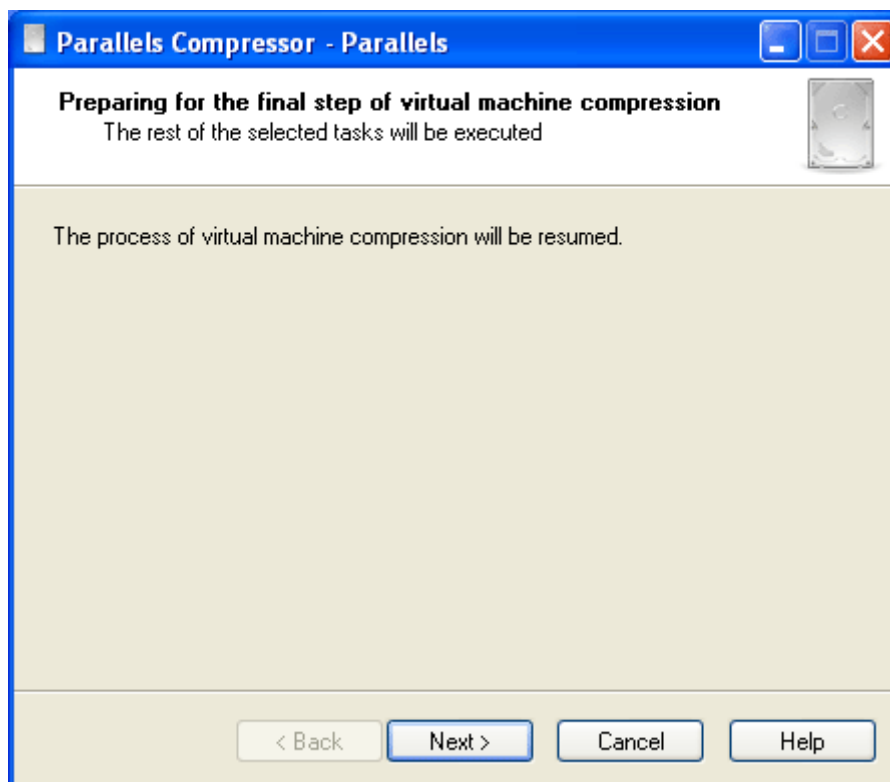 Parallels Compressor - Parallels
Preparing for the final step of virtual machine compression
The rest of the selected tasks will be executed
The process of virtual machine compression will be resumed.
< Back
Next >
Cancel
Help